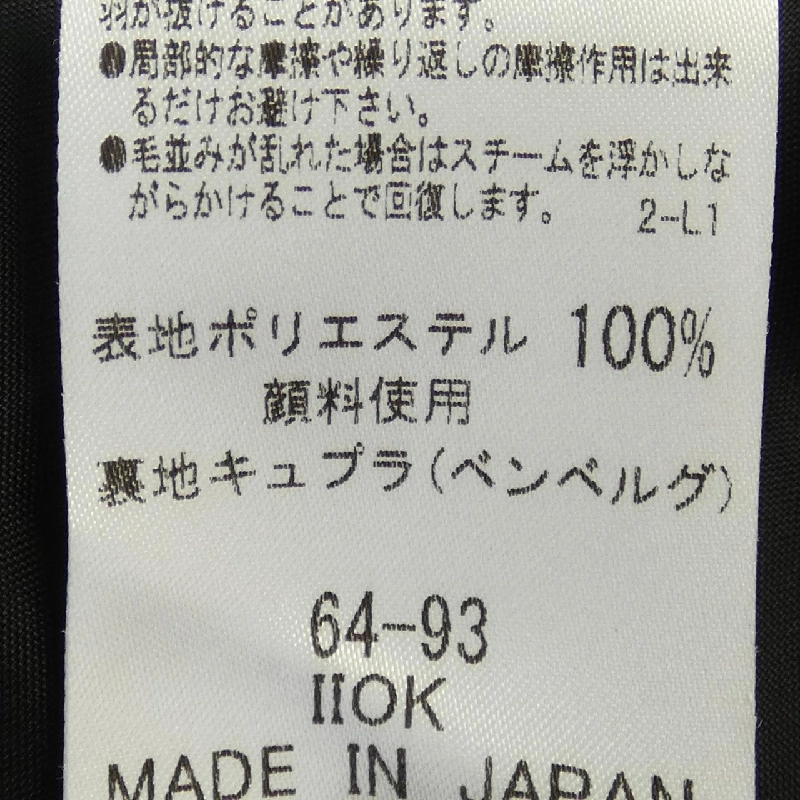 羽が抜けることがあります。
●局部的な摩擦や繰り返しの摩擦作用は出来
るだけお避け下さい。
●毛並みが乱れた場合はスチームを浮かしな
がらかけることで回復します。 2-L1
表地ポリエステル 100%
顔料使用
裏地キュプラ(ベンベルグ)
64-93
IIOK
MADE IN JAPAN